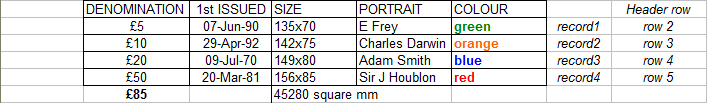 DENOMINATION 1st ISSUED SIZE PORTRAIT COLOUR Header row
£5 07-Jun-90 135x70 E Frey green record1 row 2
£10 29-Apr-92 142x75 Charles Darwin orange record2 row 3
£20 09-Jul-70 149x80 Adam Smith blue record3 row 4
£50 20-Mar-81 156x85 Sir J Houblon red record4 row 5
£85 45280 square mm